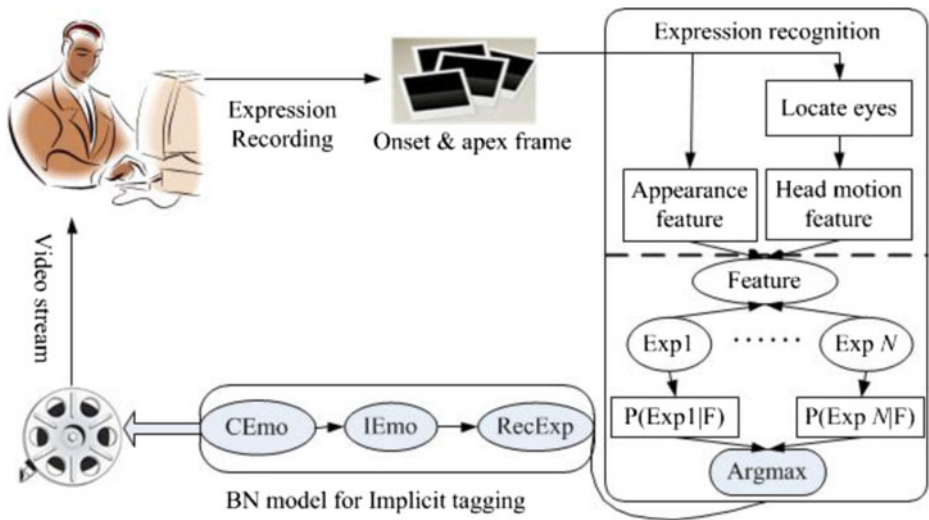 Expression recognition
Expression
Recording
Onset & apex frame
Locate eyes
Appearance
feature
Head motion
feature
Feature
Exp1
......
Exp N
P(Exp1|F)
P(Exp N|F)
Argmax
Video stream
CEmo
IEmo
RecExp
BN model for Implicit tagging